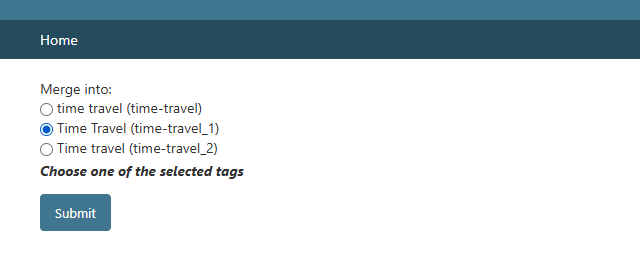 Home
Merge into:
time travel (time-travel)
Time Travel (time-travel_1)
Time travel (time-travel_2)
Choose one of the selected tags
Submit